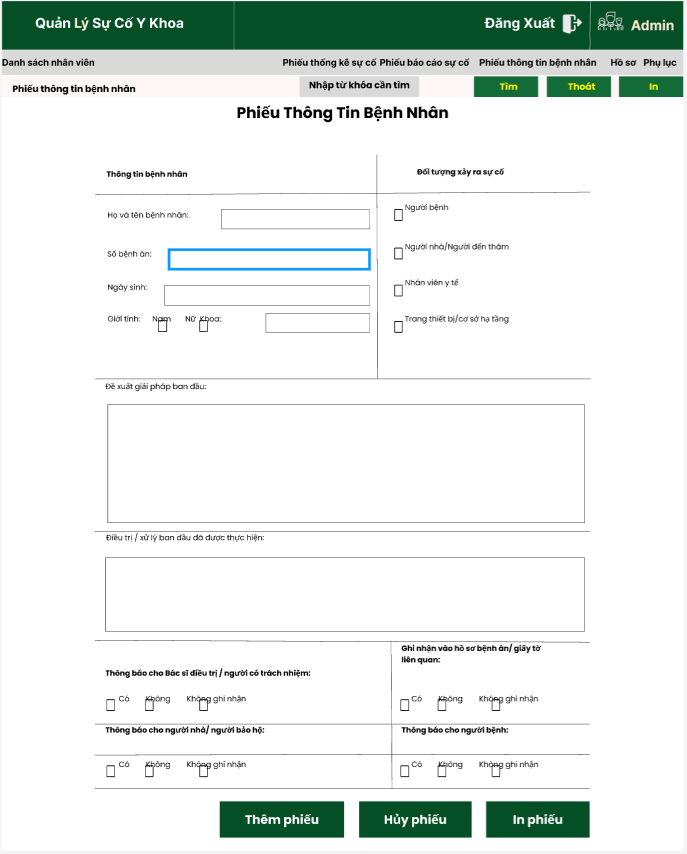 Quản Lý Sự Cố Y Khoa
Đăng Xuất
Admin
Danh sách nhân viên
Phiếu thống kê sự cố
Phiếu báo cáo sự cố
Phiếu thông tin bệnh nhân
Hồ sơ
Phụ lục
Phiếu thông tin bệnh nhân
Nhập từ khóa cần tìm
Tìm
Thoát
In
Phiếu Thông Tin Bệnh Nhân
Thông tin bệnh nhân
Đối tượng xảy ra sự cố
Họ và tên bệnh nhân:
Người bệnh
Số bệnh án:
Người nhà/Người đến thăm
Ngày sinh:
Nhân viên y tế
Giới tính: Nam Nữ Khoa:
Trang thiết bị/cơ sở hạ tầng
Đề xuất giải pháp ban đầu:
Điều trị / xử lý ban đầu đã được thực hiện:
Thông báo cho Bác sĩ điều trị / người có trách nhiệm:
Ghi nhận vào hồ sơ bệnh án/ giấy tờ
liên quan:
Có Không Không ghi nhận
Có Không Không ghi nhận
Thông báo cho người nhà/ người bảo hộ:
Thông báo cho người bệnh:
Có Không Không ghi nhận
Có Không Không ghi nhận
Thêm phiếu
Hủy phiếu
In phiếu